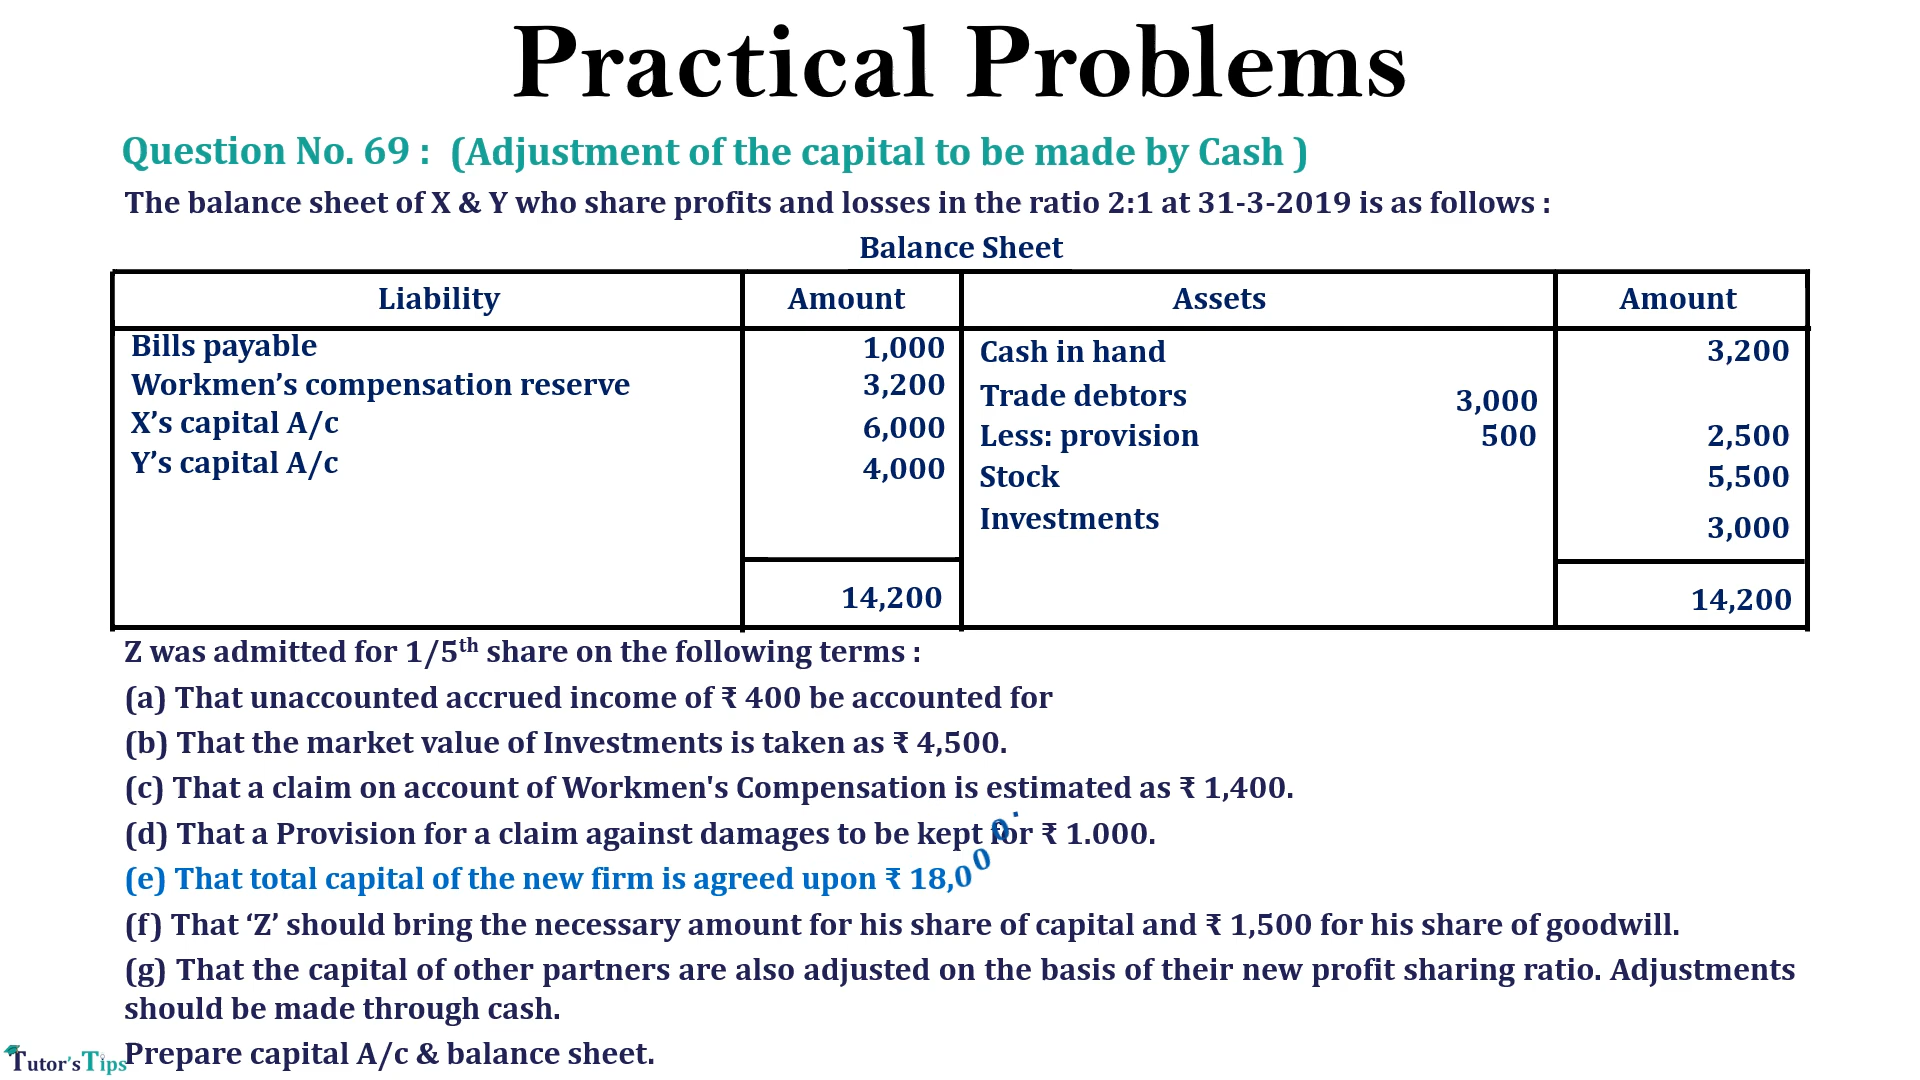 Practical Problems
Question No. 69 : (Adjustment of the capital to be made by Cash )
The balance sheet of X & Y who share profits and losses in the ratio 2:1 at 31-3-2019 is as follows :
Balance Sheet
Liability Amount Assets Amount
Bills payable 1,000 Cash in hand 3,200
Workmen’s compensation reserve 3,200 Trade debtors 3,000
X’s capital A/c 6,000 Less: provision 500 2,500
Y’s capital A/c 4,000 Stock 5,500
Investments 3,000
14,200 14,200
Z was admitted for 1/5th share on the following terms :
(a) That unaccounted accrued income of ₹ 400 be accounted for
(b) That the market value of Investments is taken as ₹ 4,500.
(c) That a claim on account of Workmen's Compensation is estimated as ₹ 1,400.
(d) That a Provision for a claim against damages to be kept for ₹ 1.000.
(e) That total capital of the new firm is agreed upon ₹ 18,000.
(f) That ‘Z’ should bring the necessary amount for his share of capital and ₹ 1,500 for his share of goodwill.
(g) That the capital of other partners are also adjusted on the basis of their new profit sharing ratio. Adjustments
should be made through cash.
Prepare capital A/c & balance sheet.
Tutor'sTips